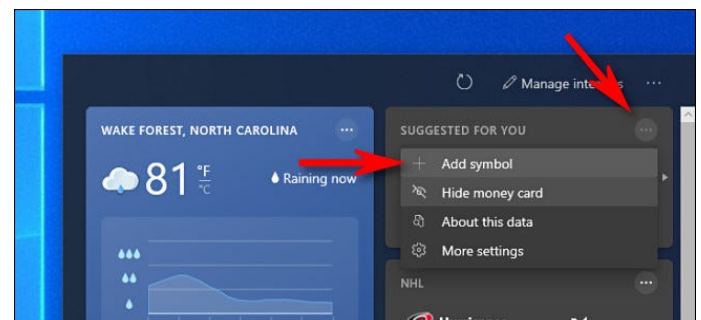 Manage
WAKE FOREST, NORTH CAROLINA
81 °F
°C
Raining now
SUGGESTED FOR YOU
Add symbol
Hide money card
About this data
More settings
NHL